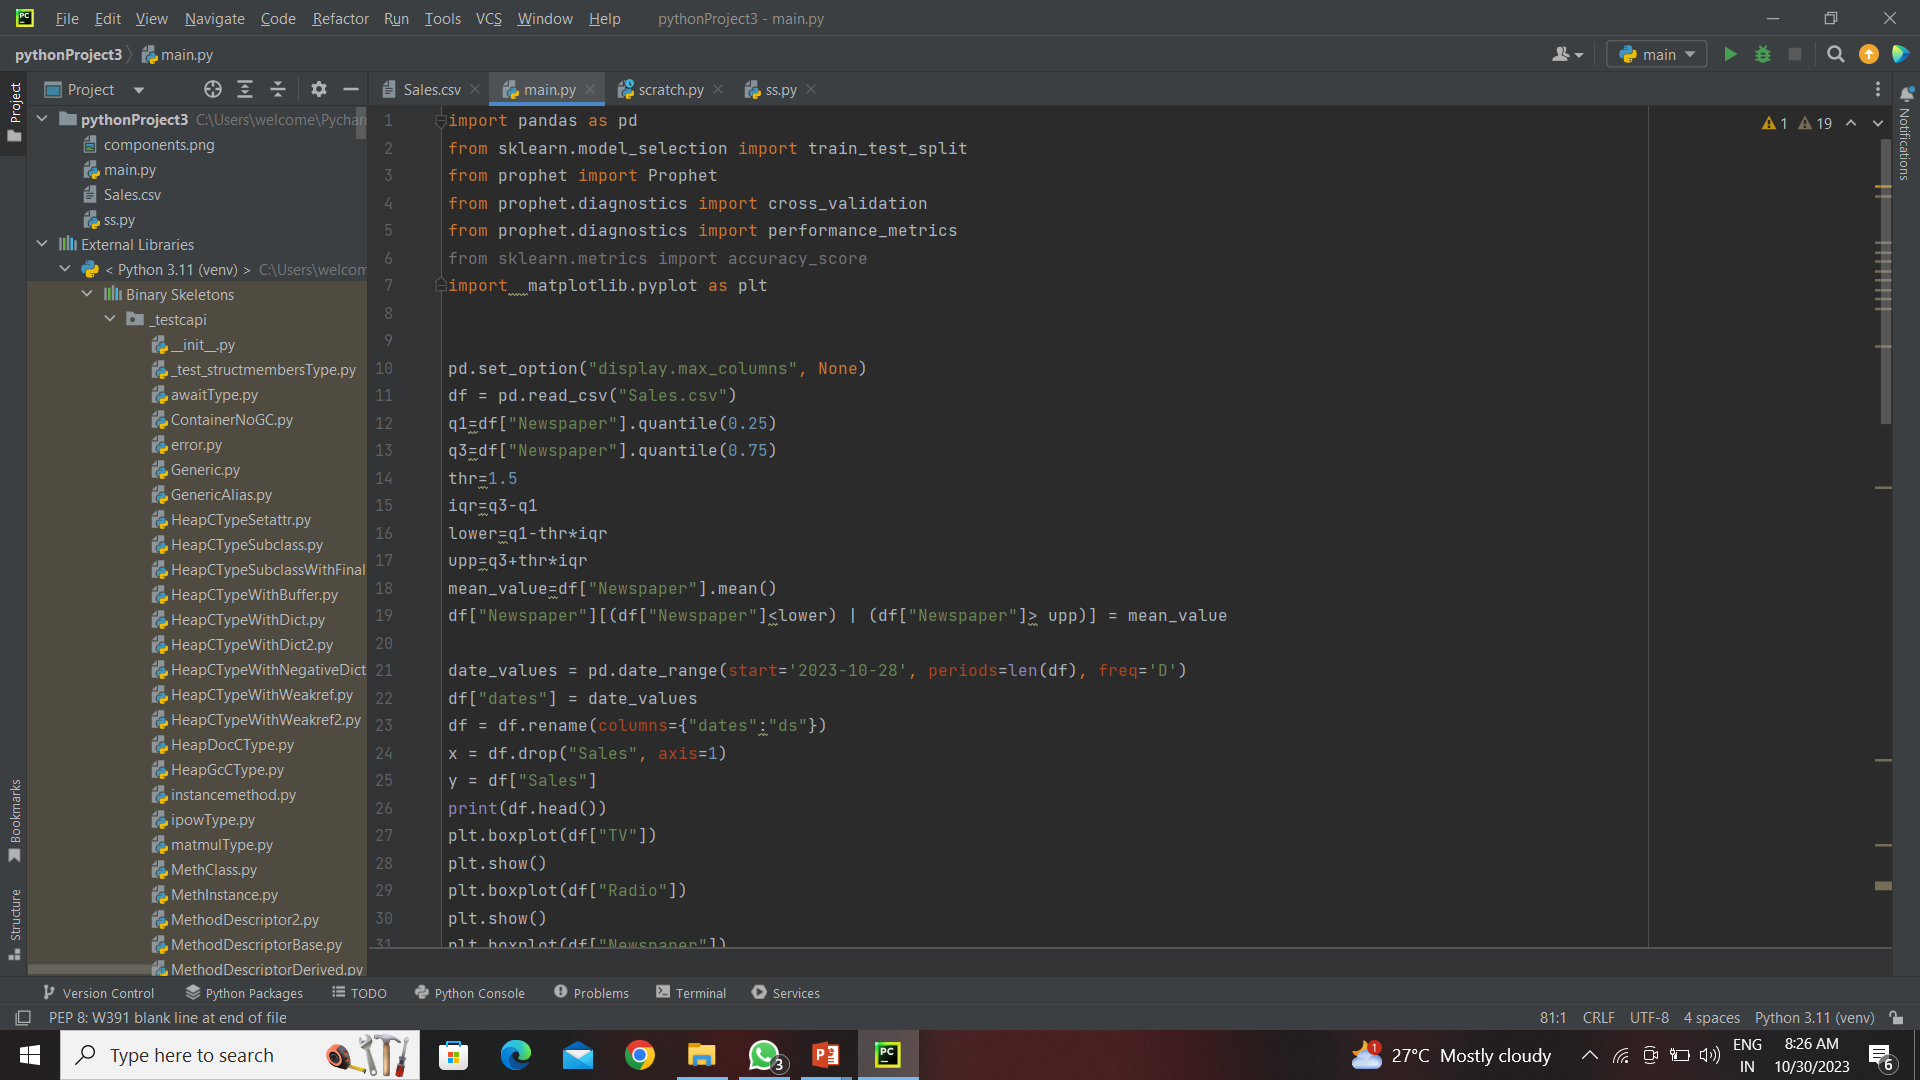 File Edit View Navigate Code Refactor Run Tools VCS Window Help pythonProject3 - main.py
pythonProject3 main.py main
Project
Project
Sales.csv main.py scratch.py ss.py
Notifications
1 19
pythonProject3 C:\Users\welcome\Pychar
components.png
main.py
Sales.csv
ss.py
External Libraries
< Python 3.11 (venv) > C:\Users\welcom
Binary Skeletons
_testcapi
__init__.py
_test_structmembersType.py
awaitType.py
ContainerNoGC.py
error.py
Generic.py
GenericAlias.py
HeapCTypeSetattr.py
HeapCTypeSubclass.py
HeapCTypeSubclassWithFinal
HeapCTypeWithBuffer.py
HeapCTypeWithDict.py
HeapCTypeWithDict2.py
HeapCTypeWithNegativeDict
HeapCTypeWithWeakref.py
HeapCTypeWithWeakref2.py
HeapDocCType.py
HeapGcCType.py
instancemethod.py
ipowType.py
matmulType.py
MethClass.py
MethInstance.py
MethodDescriptor2.py
MethodDescriptorBase.py
MethodDescriptorDerived.py
Bookmarks
Structure
1 import pandas as pd
2 from sklearn.model_selection import train_test_split
3 from prophet import Prophet
4 from prophet.diagnostics import cross_validation
5 from prophet.diagnostics import performance_metrics
6 from sklearn.metrics import accuracy_score
7 import  matplotlib.pyplot as plt
8
9
10 pd.set_option("display.max_columns", None)
11 df = pd.read_csv("Sales.csv")
12 q1=df["Newspaper"].quantile(0.25)
13 q3=df["Newspaper"].quantile(0.75)
14 thr=1.5
15 iqr=q3-q1
16 lower=q1-thr*iqr
17 upp=q3+thr*iqr
18 mean_value=df["Newspaper"].mean()
19 df["Newspaper"][(df["Newspaper"]<lower) | (df["Newspaper"]> upp)] = mean_value
20
21 date_values = pd.date_range(start='2023-10-28', periods=len(df), freq='D')
22 df["dates"] = date_values
23 df = df.rename(columns={"dates":"ds"})
24 x = df.drop("Sales", axis=1)
25 y = df["Sales"]
26 print(df.head())
27 plt.boxplot(df["TV"])
28 plt.show()
29 plt.boxplot(df["Radio"])
30 plt.show()
31 plt.boxplot(df["Newspaper"])
Version Control Python Packages TODO Python Console Problems Terminal Services
PEP 8: W391 blank line at end of file 81:1 CRLF UTF-8 4 spaces Python 3.11 (venv)
Type here to search 3 27°C Mostly cloudy ENG IN 8:26 AM 10/30/2023 6